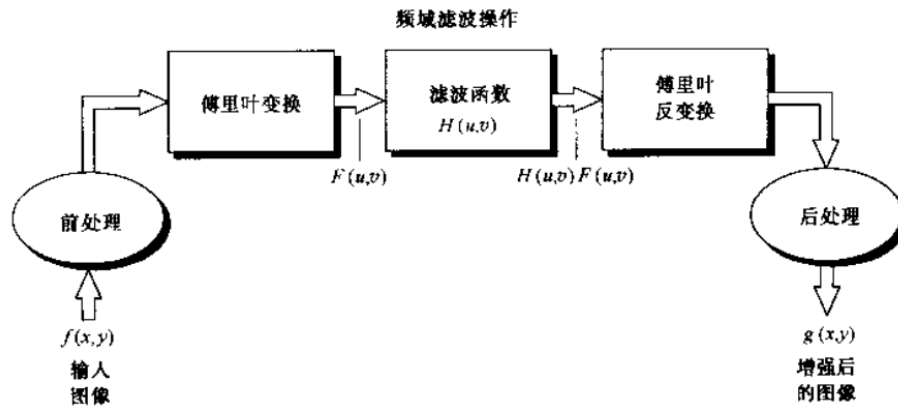 频域滤波操作
傅里叶变换
滤波函数
H(u,v)
傅里叶
反变换
F(u,v)
H(u,v)F(u,v)
前处理
后处理
f(x,y)
输人
图像
g(x,y)
增强后
的图像